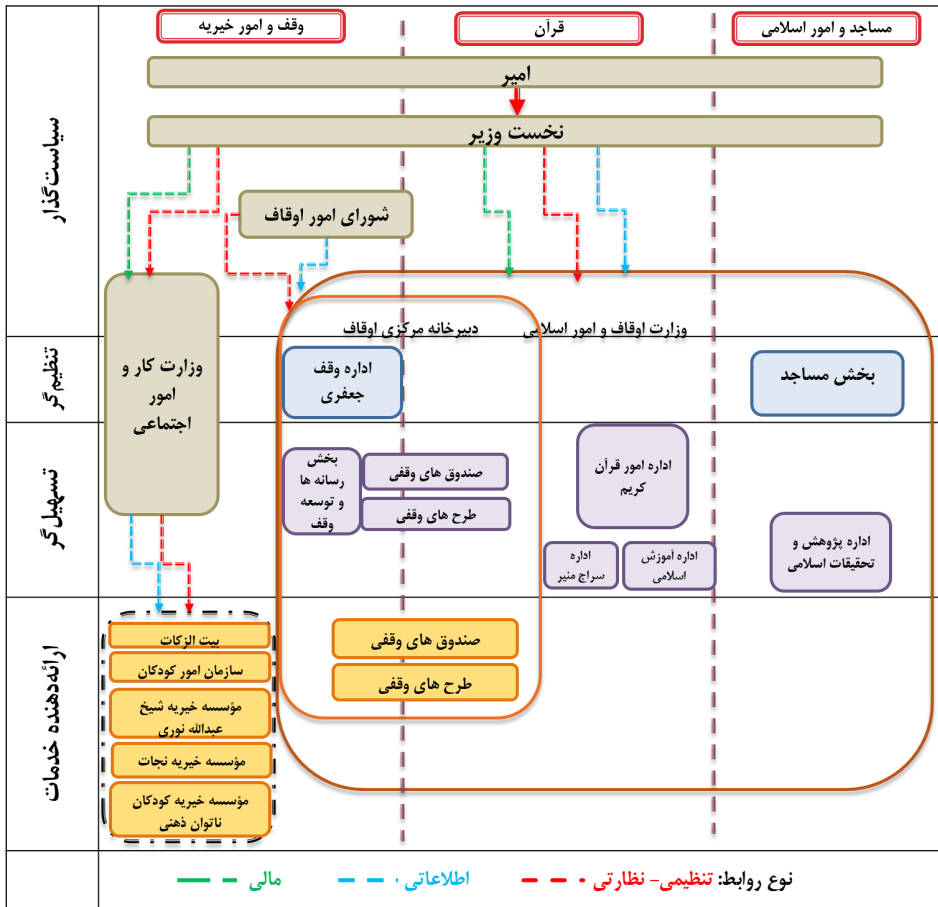 مساجد و امور اسلامی
قرآن
وقف و امور خیریه
سیاست‌گذار
امیر
نخست وزیر
شورای امور اوقاف
وزارت اوقاف و امور اسلامی
دبیرخانه مرکزی اوقاف
وزارت کار و
امور
اجتماعی
تنظیم‌گر
بخش مساجد
اداره وقف
جعفری
تسهیل‌گر
اداره امور قرآن
کریم
صندوق های وقفی
طرح های وقفی
بخش
رسانه ها
و توسعه
وقف
اداره پژوهش و
تحقیقات اسلامی
اداره آموزش
اسلامی
اداره
سراج منیر
ارائه‌دهنده خدمات
صندوق های وقفی
طرح های وقفی
بیت الزکات
سازمان امور کودکان
مؤسسه خیریه شیخ
عبدالله نوری
مؤسسه خیریه نجات
مؤسسه خیریه کودکان
ناتوان ذهنی
نوع روابط: تنظیمی- نظارتی اطلاعاتی مالی